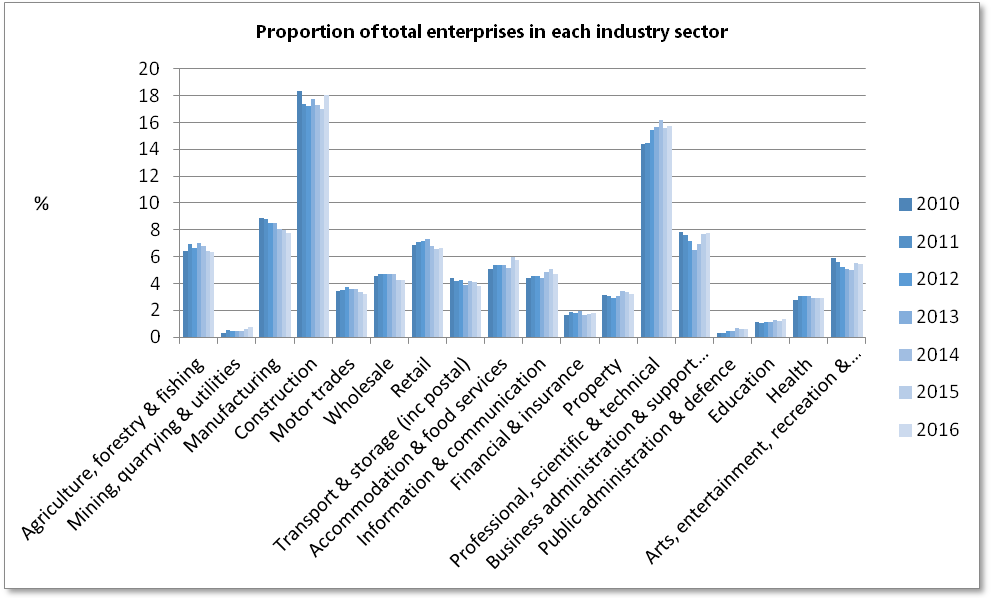 Proportion of total enterprises in each industry sector
20
18
16
14
12
10
8
6
4
2
0
%
Agriculture, forestry & fishing
Mining, quarrying & utilities
Manufacturing
Construction
Motor trades
Wholesale
Retail
Transport & storage (inc postal)
Accommodation & food services
Information & communication
Financial & insurance
Property
Professional, scientific & technical
Business administration & support...
Public administration & defence
Education
Health
Arts, entertainment, recreation &...
2010
2011
2012
2013
2014
2015
2016